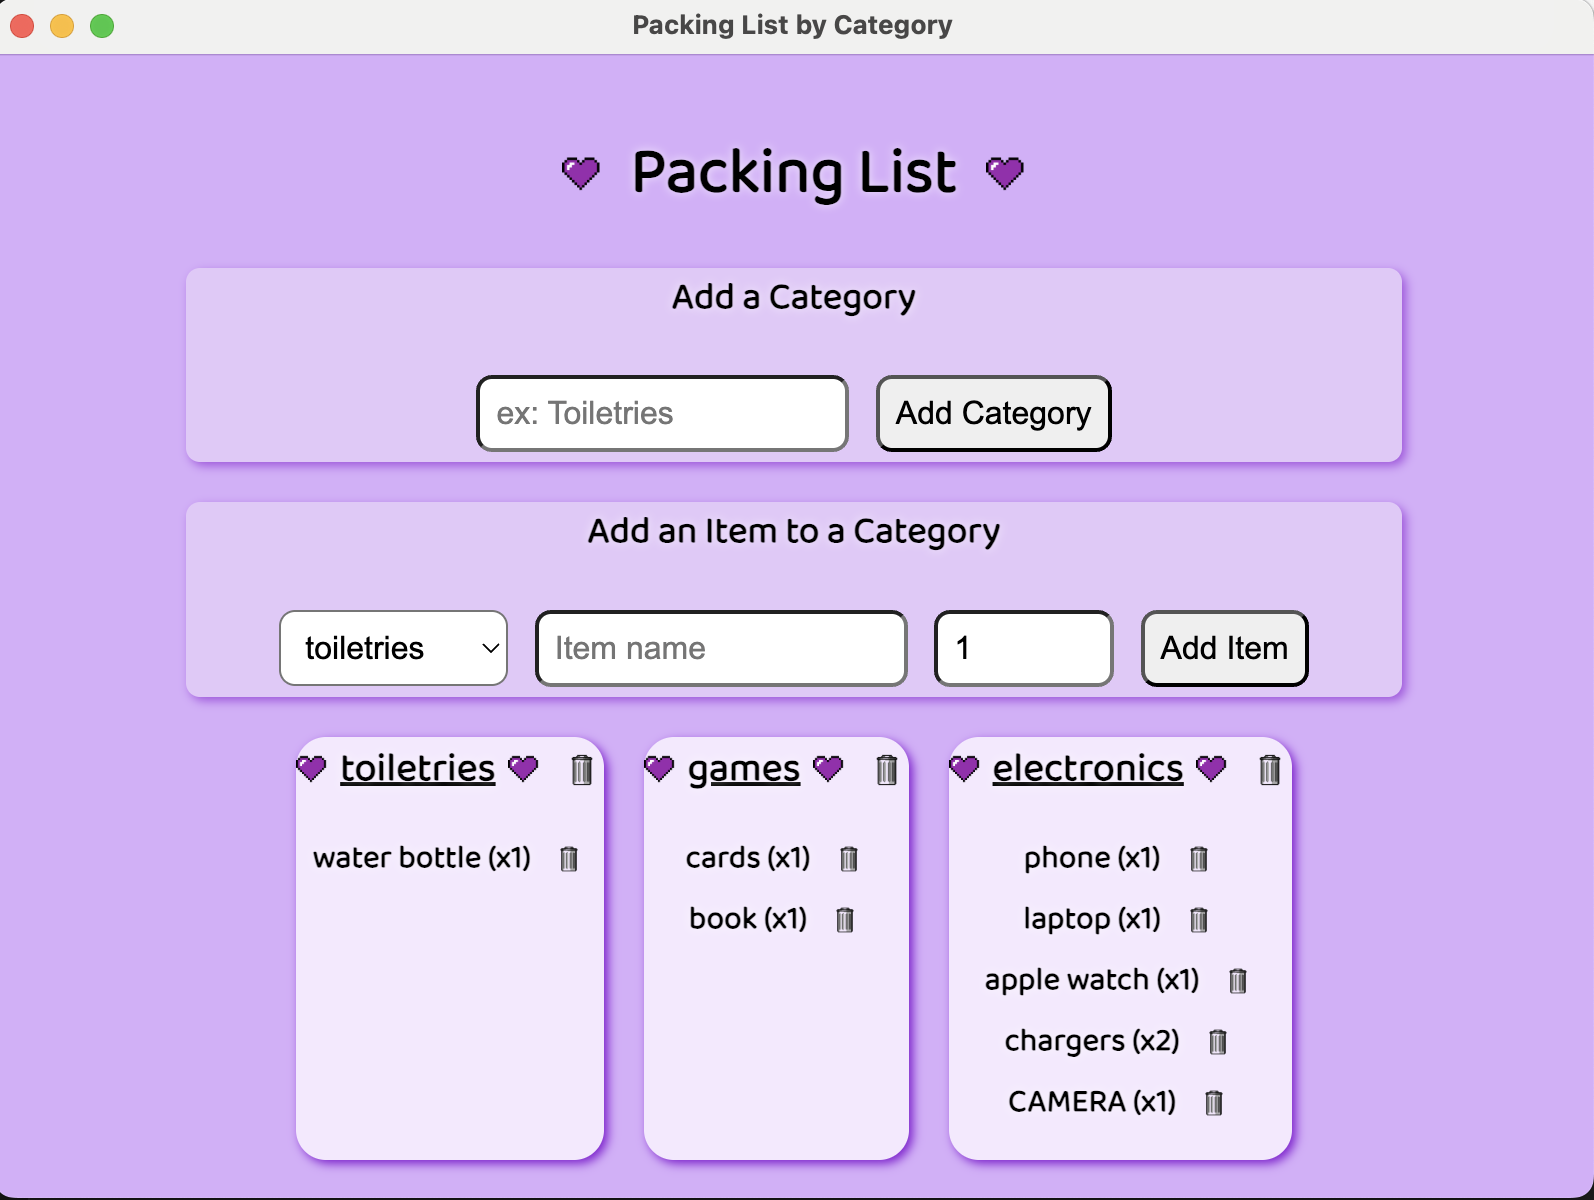 Packing List by Category
Packing List
Add a Category
ex: Toiletries
Add Category
Add an Item to a Category
toiletries
Item name
1
Add Item
toiletries
water bottle (x1)
games
cards (x1)
book (x1)
electronics
phone (x1)
laptop (x1)
apple watch (x1)
chargers (x2)
CAMERA (x1)